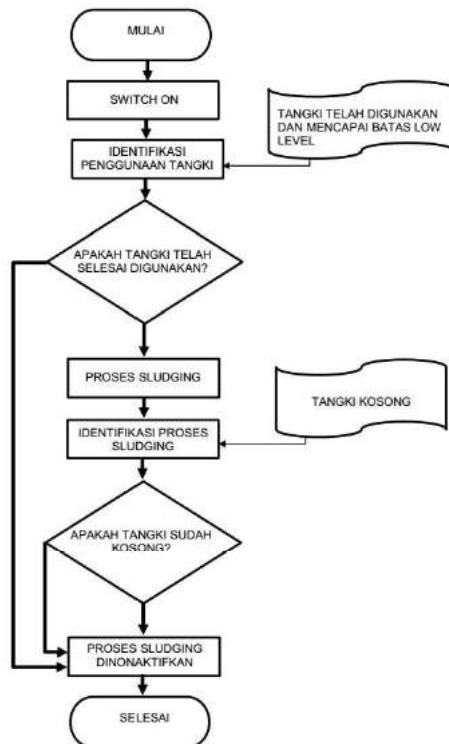 MULAI
SWITCH ON
TANGKI TELAH DIGUNAKAN
DAN MENCAPAI BATAS LOW
LEVEL
IDENTIFIKASI
PENGGUNAAN TANGKI
APAKAH TANGKI TELAH
SELESAI DIGUNAKAN?
PROSES SLUDGING
TANGKI KOSONG
IDENTIFIKASI PROSES
SLUDGING
APAKAH TANGKI SUDAH
KOSONG?
PROSES SLUDGING
DINONAKTIFKAN
SELESAI